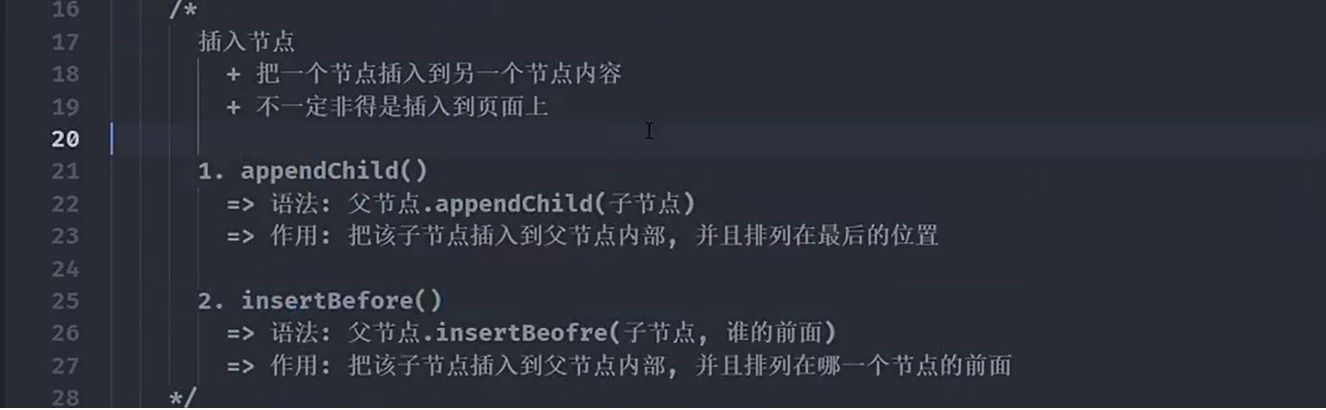 16 /*
17 插入节点
18 + 把一个节点插入到另一个节点内容
19 + 不一定非得是插入到页面上
20
21 1. appendChild()
22 => 语法: 父节点.appendChild(子节点)
23 => 作用: 把该子节点插入到父节点内部, 并且排列在最后的位置
24
25 2. insertBefore()
26 => 语法: 父节点.insertBeofre(子节点, 谁的前面)
27 => 作用: 把该子节点插入到父节点内部, 并且排列在哪一个节点的前面
28 */